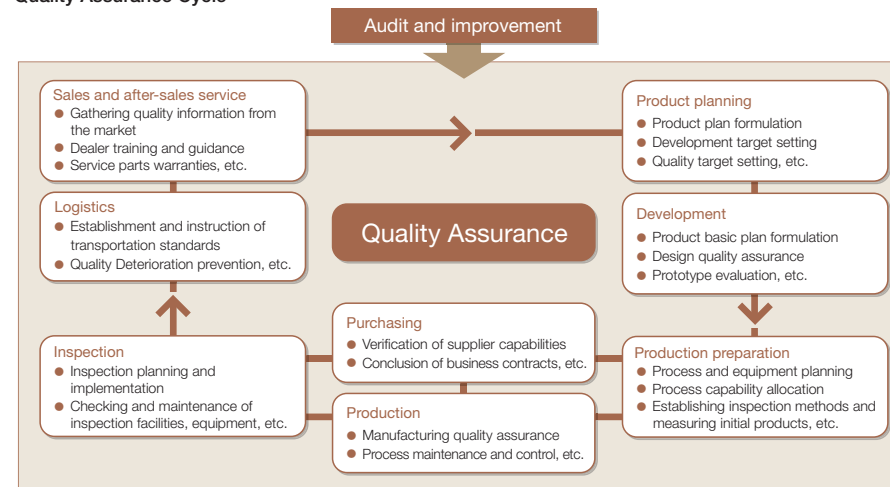 Quality Assurance Cycle
Audit and improvement
Sales and after-sales service
● Gathering quality information from
the market
● Dealer training and guidance
● Service parts warranties, etc.
Product planning
● Product plan formulation
● Development target setting
● Quality target setting, etc.
Logistics
● Establishment and instruction of
transportation standards
● Quality Deterioration prevention, etc.
Quality Assurance
Development
● Product basic plan formulation
● Design quality assurance
● Prototype evaluation, etc.
Inspection
● Inspection planning and
implementation
● Checking and maintenance of
inspection facilities, equipment, etc.
Purchasing
● Verification of supplier capabilities
● Conclusion of business contracts, etc.
Production
● Manufacturing quality assurance
● Process maintenance and control, etc.
Production preparation
● Process and equipment planning
● Process capability allocation
● Establishing inspection methods and
measuring initial products, etc.